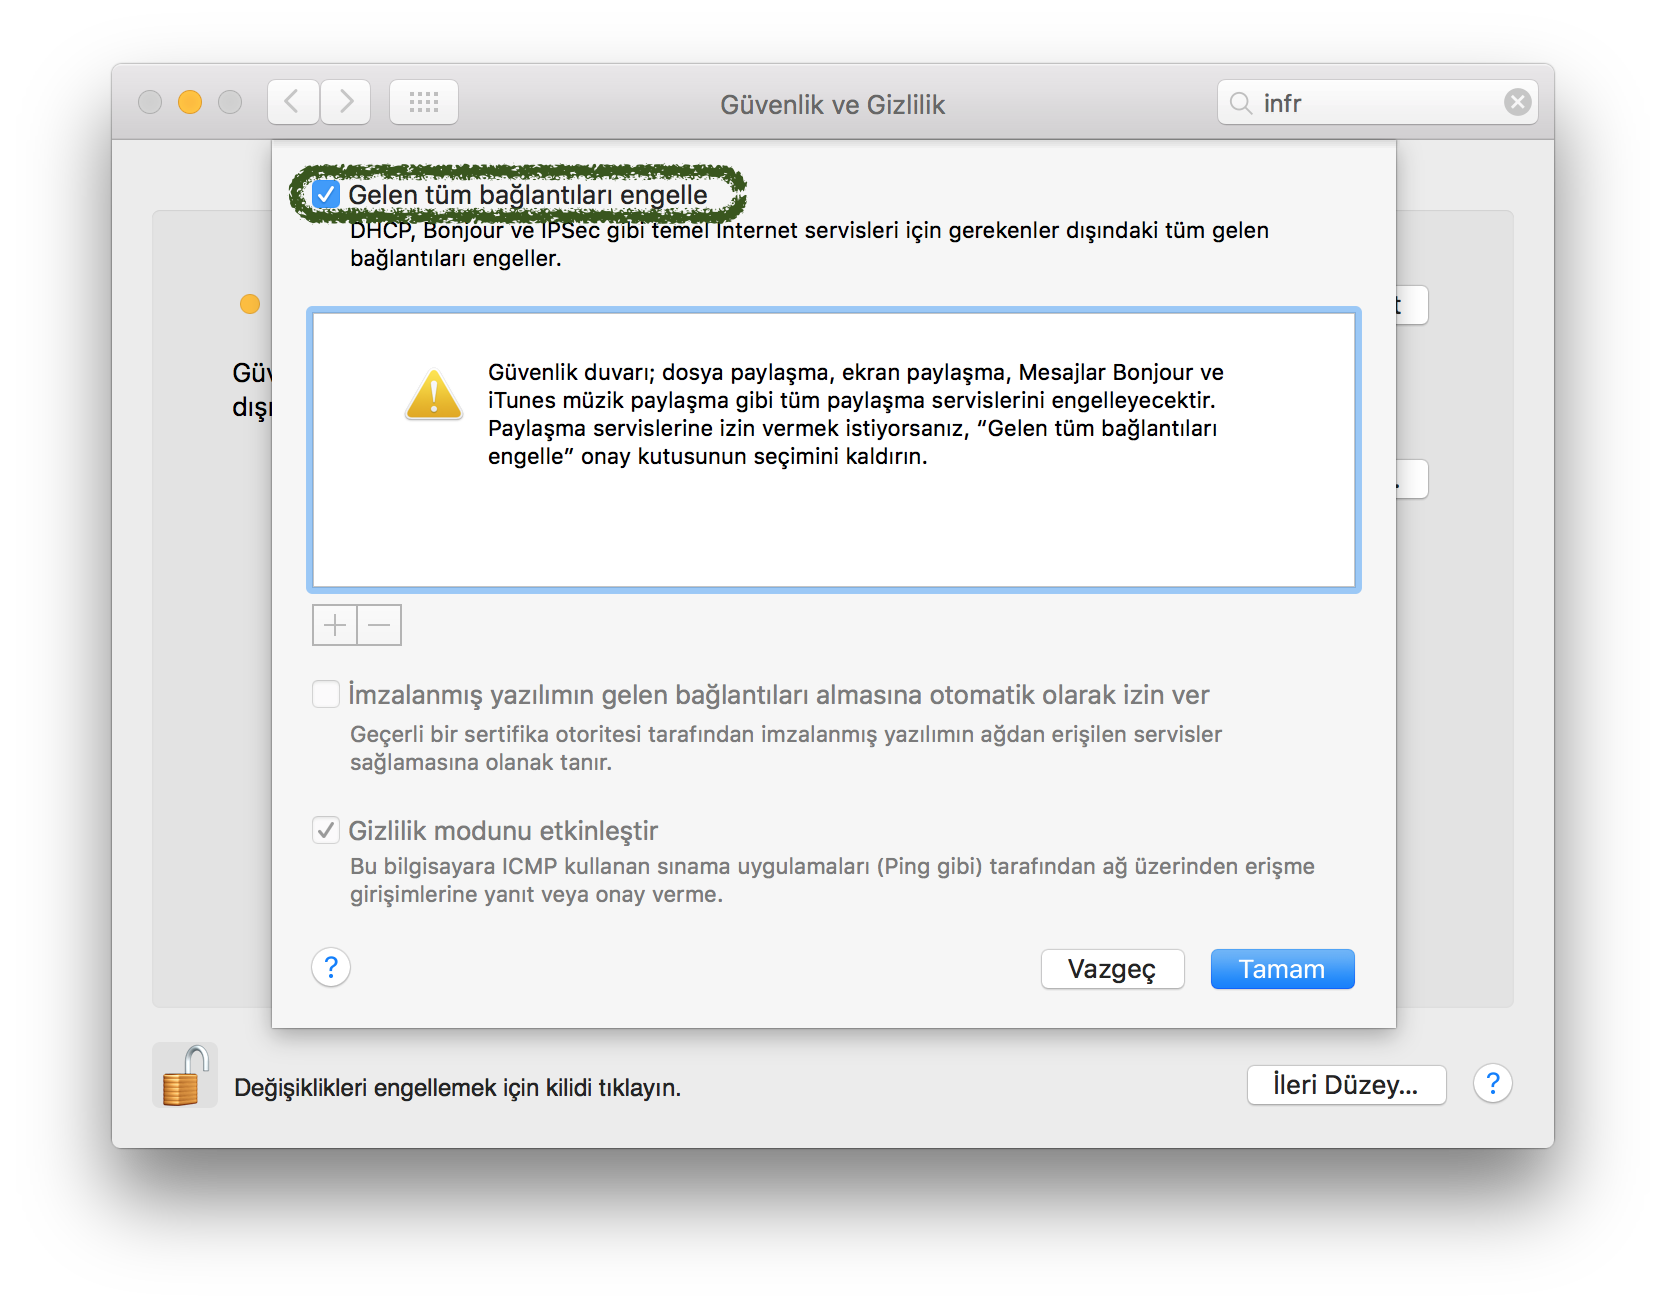 Güvenlik ve Gizlilik
infr
Gelen tüm bağlantıları engelle
DHCP, Bonjour ve IPSec gibi temel Internet servisleri için gerekenler dışındaki tüm gelen
bağlantıları engeller.
Güvenlik duvarı; dosya paylaşma, ekran paylaşma, Mesajlar Bonjour ve
iTunes müzik paylaşma gibi tüm paylaşma servislerini engelleyecektir.
Paylaşma servislerine izin vermek istiyorsanız, “Gelen tüm bağlantıları
engelle” onay kutusunun seçimini kaldırın.
İmzalanmış yazılımın gelen bağlantıları almasına otomatik olarak izin ver
Geçerli bir sertifika otoritesi tarafından imzalanmış yazılımın ağdan erişilen servisler
sağlamasına olanak tanır.
Gizlilik modunu etkinleştir
Bu bilgisayara ICMP kullanan sınama uygulamaları (Ping gibi) tarafından ağ üzerinden erişme
girişimlerine yanıt veya onay verme.
? Vazgeç Tamam
Değişiklikleri engellemek için kilidi tıklayın. İleri Düzey... ?